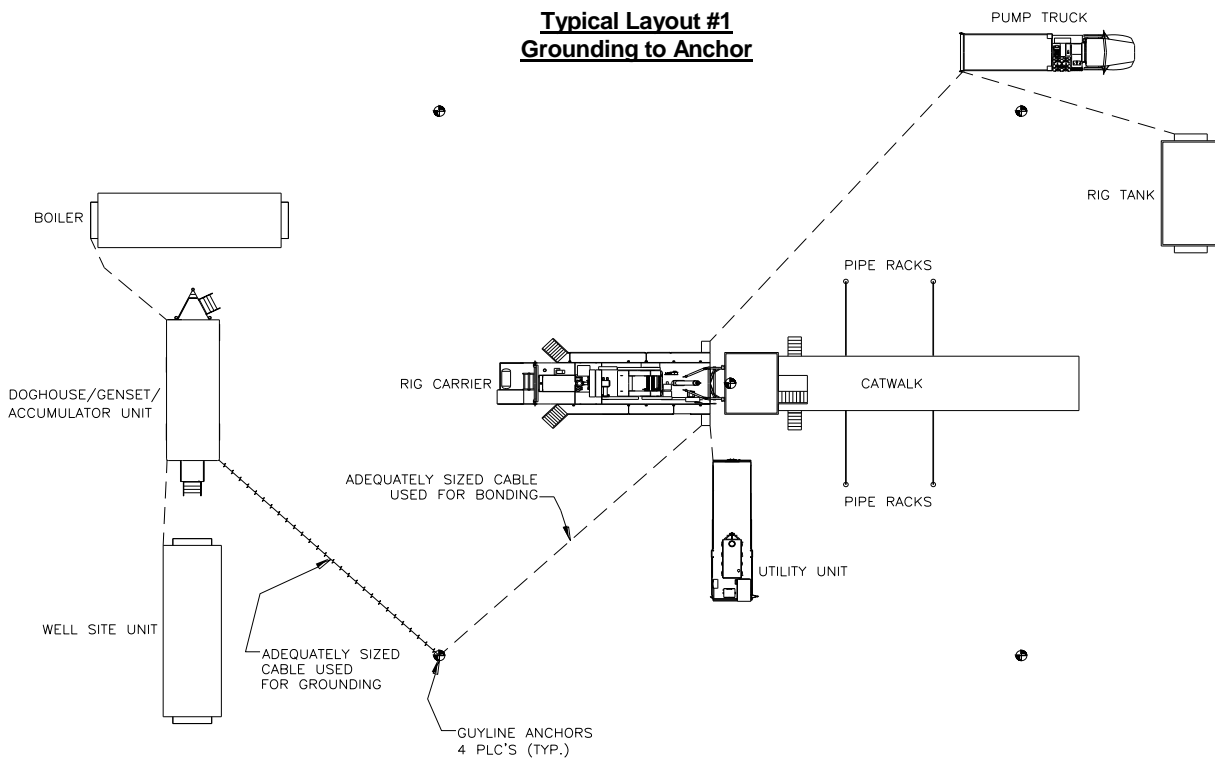 Typical Layout #1
Grounding to Anchor
PUMP TRUCK
RIG TANK
BOILER
PIPE RACKS
DOGHOUSE/GENSET/
ACCUMULATOR UNIT
RIG CARRIER
CATWALK
ADEQUATELY SIZED CABLE
USED FOR BONDING
PIPE RACKS
UTILITY UNIT
WELL SITE UNIT
ADEQUATELY SIZED
CABLE USED
FOR GROUNDING
GUYLINE ANCHORS
4 PLC'S (TYP.)